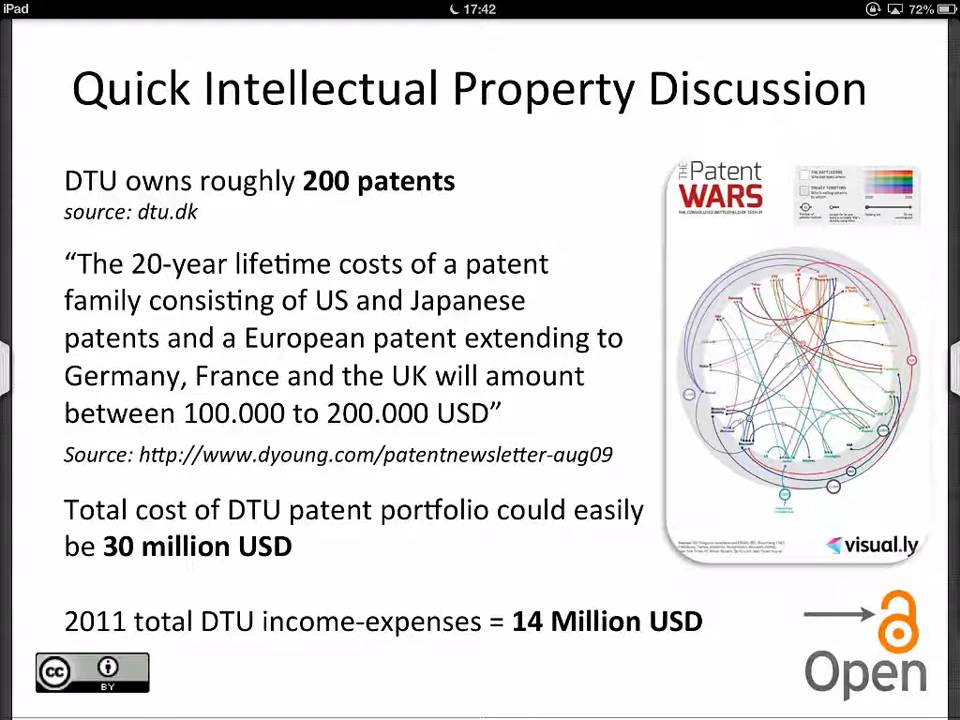 iPad
17:42
72%
Quick Intellectual Property Discussion
DTU owns roughly 200 patents
source: dtu.dk
“The 20-year lifetime costs of a patent
family consisting of US and Japanese
patents and a European patent extending to
Germany, France and the UK will amount
between 100.000 to 200.000 USD”
Source: http://www.dyoung.com/patentnewsletter-aug09
Total cost of DTU patent portfolio could easily
be 30 million USD
2011 total DTU income-expenses = 14 Million USD
THE Patent
WARS
visual.ly
Open
cc
BY